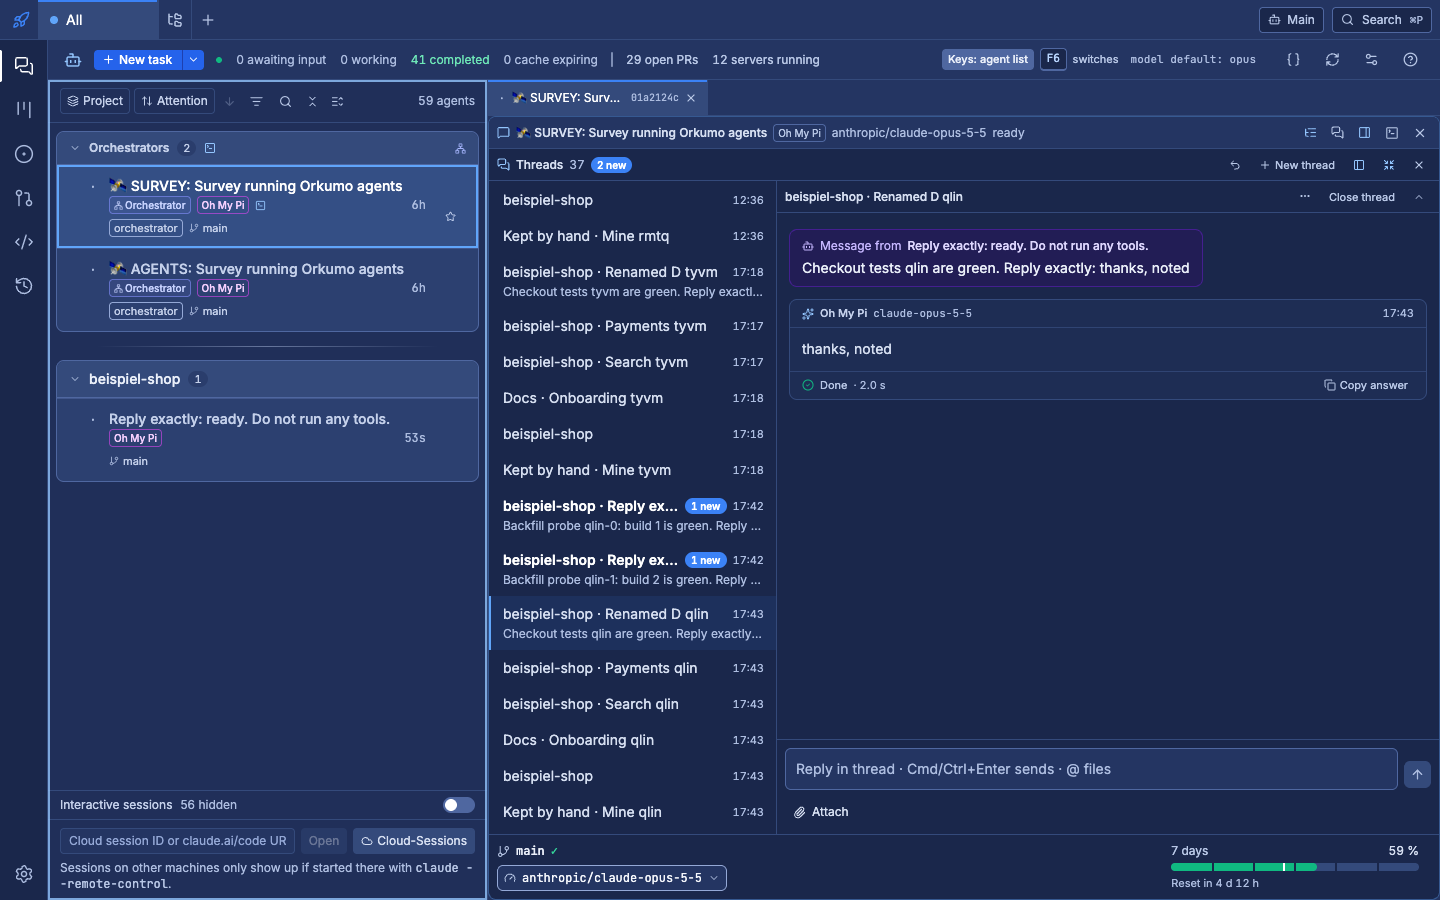 All
Main
Search ⌘P
+ New task
0 awaiting input
0 working
41 completed
0 cache expiring
29 open PRs
12 servers running
Keys: agent list
F6
switches
model default: opus
Project
Attention
59 agents
Orchestrators 2
SURVEY: Survey running Orkumo agents
Orchestrator
Oh My Pi
6h
orchestrator
main
AGENTS: Survey running Orkumo agents
Orchestrator
Oh My Pi
6h
orchestrator
main
beispiel-shop 1
Reply exactly: ready. Do not run any tools.
Oh My Pi
53s
main
Interactive sessions 56 hidden
Cloud session ID or claude.ai/code UR
Open
Cloud-Sessions
Sessions on other machines only show up if started there with claude -
-remote-control.
SURVEY: Surv... 01a2124c
SURVEY: Survey running Orkumo agents Oh My Pi anthropic/claude-opus-5-5 ready
Threads 37 2 new
+ New thread
beispiel-shop 12:36
Kept by hand · Mine rmtq 12:36
beispiel-shop · Renamed D tyvm 17:18
Checkout tests tyvm are green. Reply exactl...
beispiel-shop · Payments tyvm 17:17
beispiel-shop · Search tyvm 17:17
Docs · Onboarding tyvm 17:18
beispiel-shop 17:18
Kept by hand · Mine tyvm 17:18
beispiel-shop · Reply ex... 1 new 17:42
Backfill probe qlin-0: build 1 is green. Reply ...
beispiel-shop · Reply ex... 1 new 17:42
Backfill probe qlin-1: build 2 is green. Reply ...
beispiel-shop · Renamed D qlin 17:43
Checkout tests qlin are green. Reply exactly...
beispiel-shop · Payments qlin 17:43
beispiel-shop · Search qlin 17:43
Docs · Onboarding qlin 17:43
beispiel-shop 17:43
Kept by hand · Mine qlin 17:43
beispiel-shop · Renamed D qlin
Close thread
Message from Reply exactly: ready. Do not run any tools.
Checkout tests qlin are green. Reply exactly: thanks, noted
Oh My Pi claude-opus-5-5 17:43
thanks, noted
Done · 2.0 s
Copy answer
Reply in thread · Cmd/Ctrl+Enter sends · @ files
Attach
main ✓
anthropic/claude-opus-5-5
7 days 59 %
Reset in 4 d 12 h